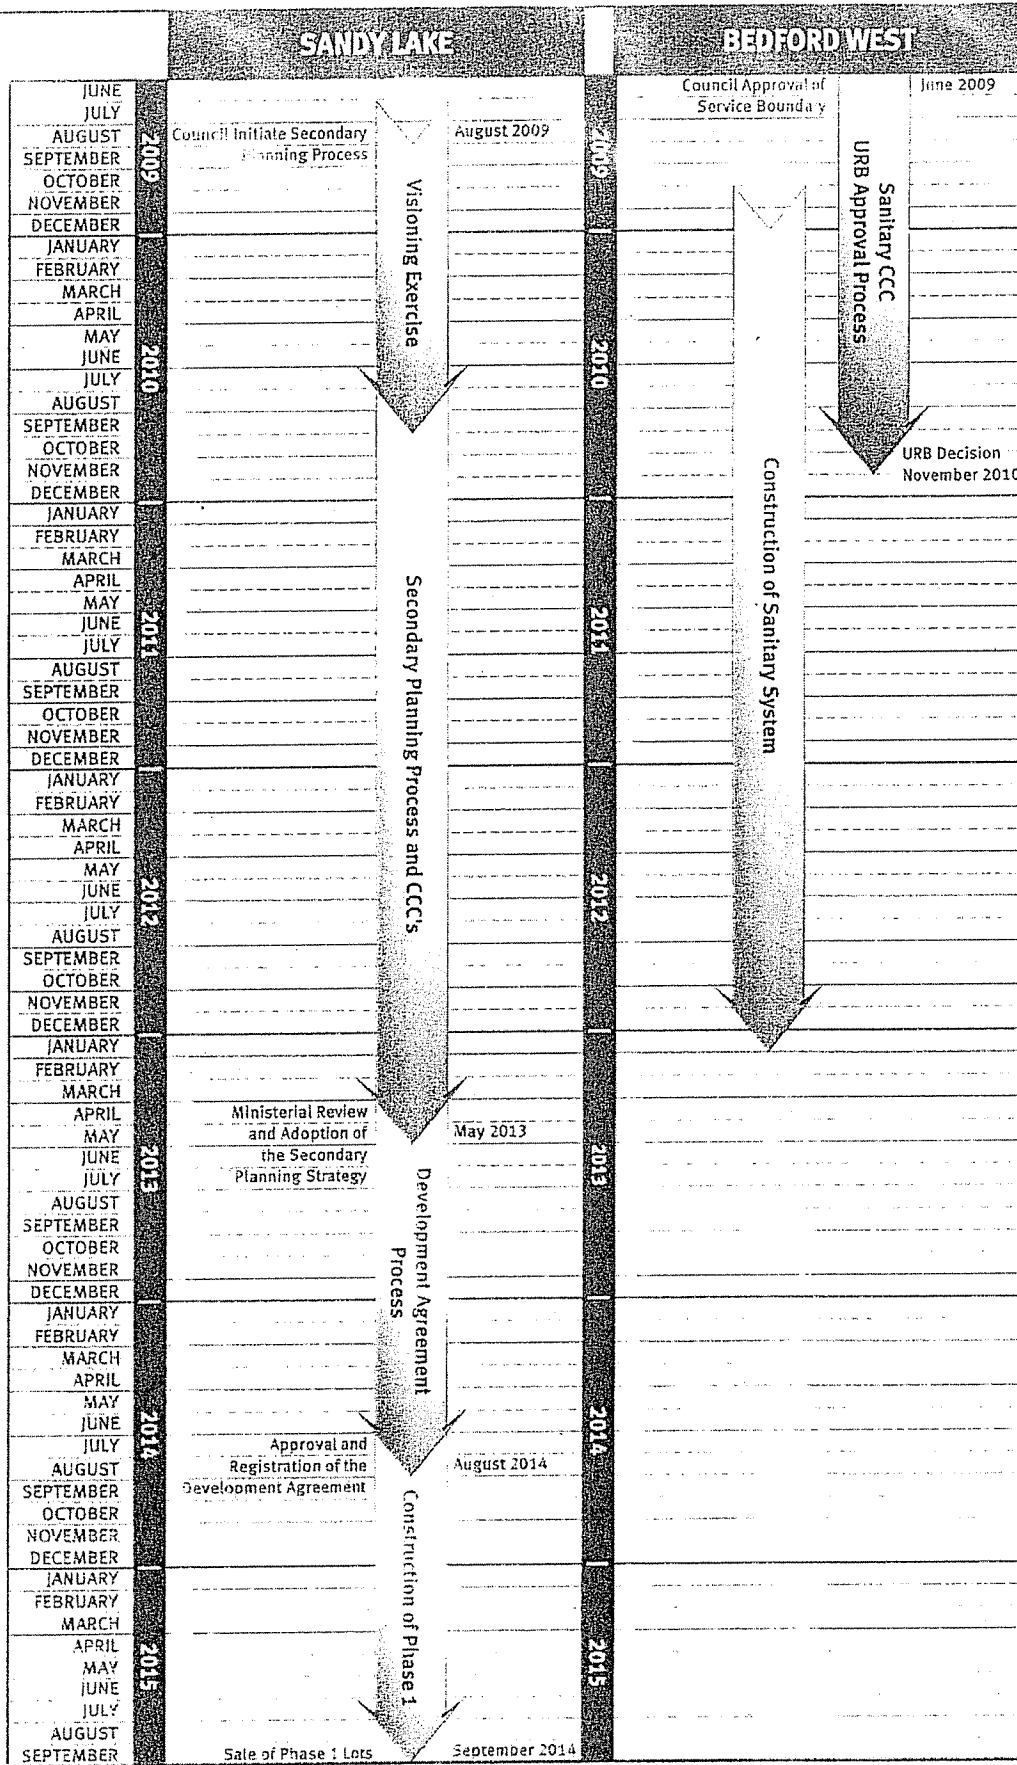 SANDY LAKE
BEDFORD WEST
JUNE
JULY
AUGUST
SEPTEMBER
OCTOBER
NOVEMBER
DECEMBER
2009
JANUARY
FEBRUARY
MARCH
APRIL
MAY
JUNE
JULY
AUGUST
SEPTEMBER
OCTOBER
NOVEMBER
DECEMBER
2010
JANUARY
FEBRUARY
MARCH
APRIL
MAY
JUNE
JULY
AUGUST
SEPTEMBER
OCTOBER
NOVEMBER
DECEMBER
2011
JANUARY
FEBRUARY
MARCH
APRIL
MAY
JUNE
JULY
AUGUST
SEPTEMBER
OCTOBER
NOVEMBER
DECEMBER
2012
JANUARY
FEBRUARY
MARCH
APRIL
MAY
JUNE
JULY
AUGUST
SEPTEMBER
OCTOBER
NOVEMBER
DECEMBER
2013
JANUARY
FEBRUARY
MARCH
APRIL
MAY
JUNE
JULY
AUGUST
SEPTEMBER
OCTOBER
NOVEMBER
DECEMBER
2014
JANUARY
FEBRUARY
MARCH
APRIL
MAY
JUNE
JULY
AUGUST
SEPTEMBER
2015
Council Initiate Secondary
Planning Process
August 2009
Visioning Exercise
Secondary Planning Process and CCC's
Ministerial Review
and Adoption of
the Secondary
Planning Strategy
May 2013
Development Agreement
Process
Approval and
Registration of the
Development Agreement
August 2014
Construction of Phase 1
Sale of Phase 1 Lots
September 2014
2009
2010
2011
2012
2013
2014
2015
Council Approval of
Service Boundary
June 2009
Sanitary CCC
URB Approval Process
URB Decision
November 2010
Construction of Sanitary System